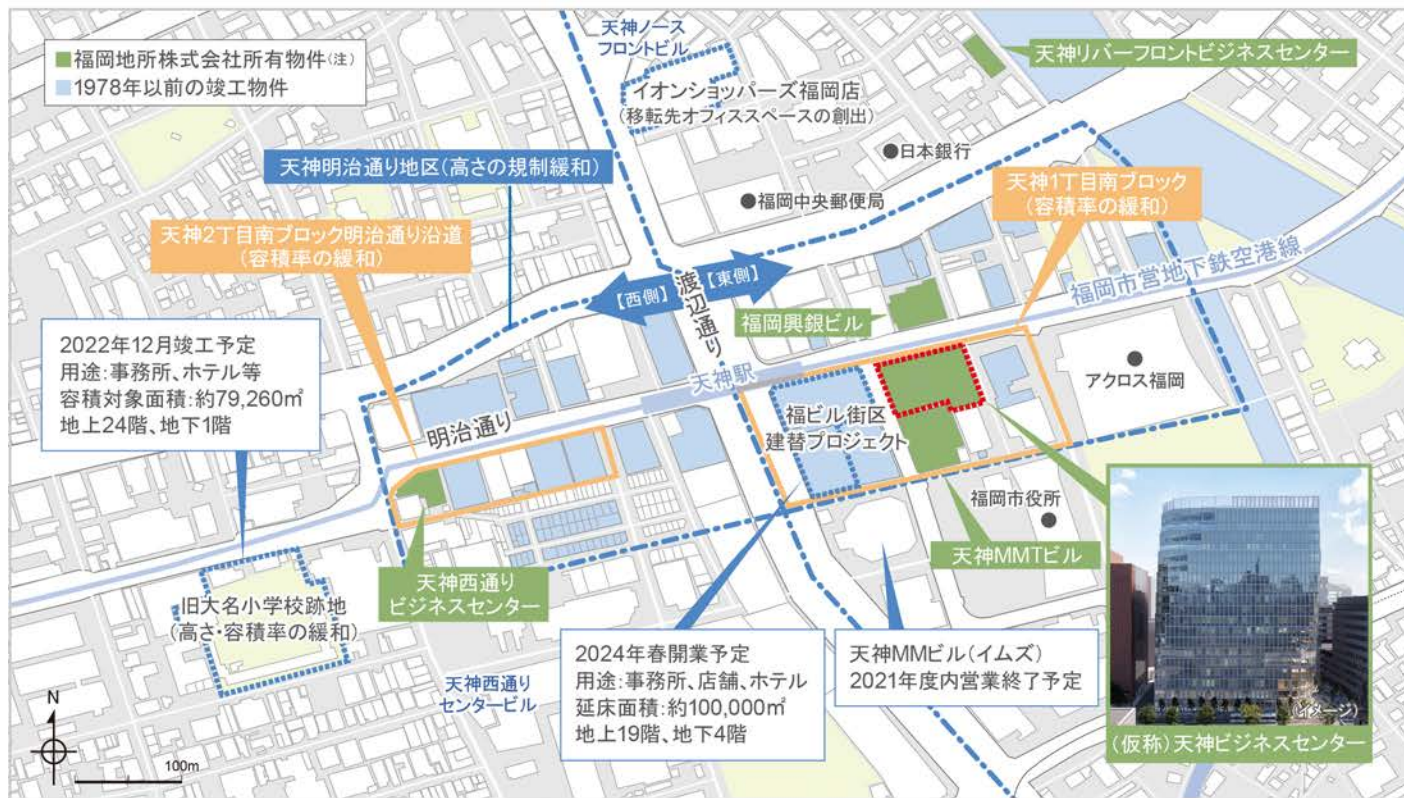 福岡地所株式会社所有物件(注)
1978年以前の竣工物件
天神ノース
フロントビル
イオンショッパーズ福岡店
(移転先オフィススペースの創出)
天神リバーフロントビジネスセンター
天神明治通り地区(高さの規制緩和)
●日本銀行
●福岡中央郵便局
天神1丁目南ブロック
(容積率の緩和)
天神2丁目南ブロック明治通り沿道
(容積率の緩和)
【西側】
【東側】
渡辺通り
福岡市営地下鉄空港線
福岡興銀ビル
2022年12月竣工予定
用途:事務所、ホテル等
容積対象面積:約79,260㎡
地上24階、地下1階
天神駅
明治通り
アクロス福岡
福ビル街区
建替プロジェクト
福岡市役所
天神MMTビル
天神西通り
ビジネスセンター
旧大名小学校跡地
(高さ・容積率の緩和)
天神西通り
センタービル
2024年春開業予定
用途:事務所、店舗、ホテル
延床面積:約100,000㎡
地上19階、地下4階
天神MMビル(イムズ)
2021年度内営業終了予定
(イメージ)
(仮称)天神ビジネスセンター
N
100m